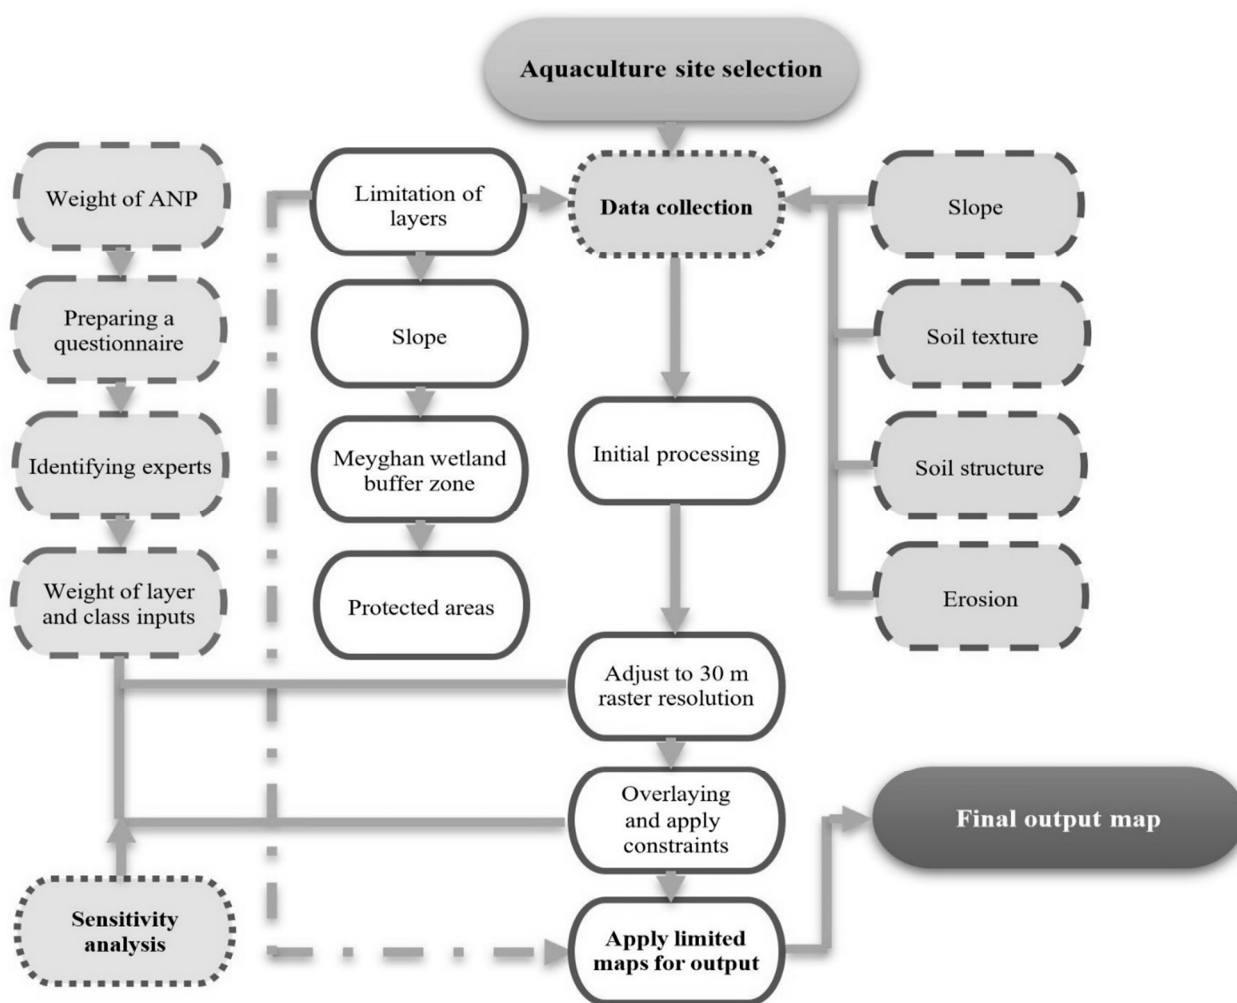 Aquaculture site selection
Weight of ANP
Preparing a
questionnaire
Identifying experts
Weight of layer
and class inputs
Sensitivity
analysis
Limitation of
layers
Slope
Meyghan wetland
buffer zone
Protected areas
Data collection
Initial processing
Adjust to 30 m
raster resolution
Overlaying
and apply
constraints
Apply limited
maps for output
Slope
Soil texture
Soil structure
Erosion
Final output map